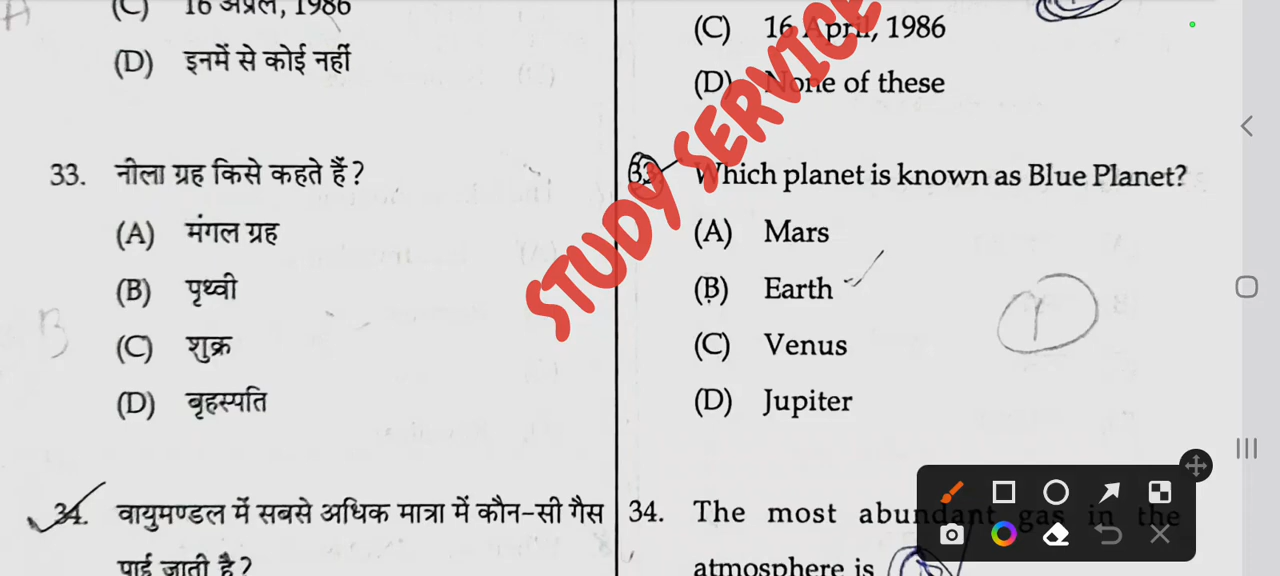 (C) 16 अप्रैल, 1986
(D) इनमें से कोई नहीं
33. नीला ग्रह किसे कहते हैं?
(A) मंगल ग्रह
(B) पृथ्वी
B
(C) शुक्र
(D) बृहस्पति
34. वायुमण्डल में सबसे अधिक मात्रा में कौन-सी गैस
पाई जाती है?
(C) 16 April, 1986
(D) None of these
33. Which planet is known as Blue Planet?
(A) Mars
(B) Earth
(C) Venus
(D) Jupiter
34. The most abundant gas in the
atmosphere is
STUDY SERVICE